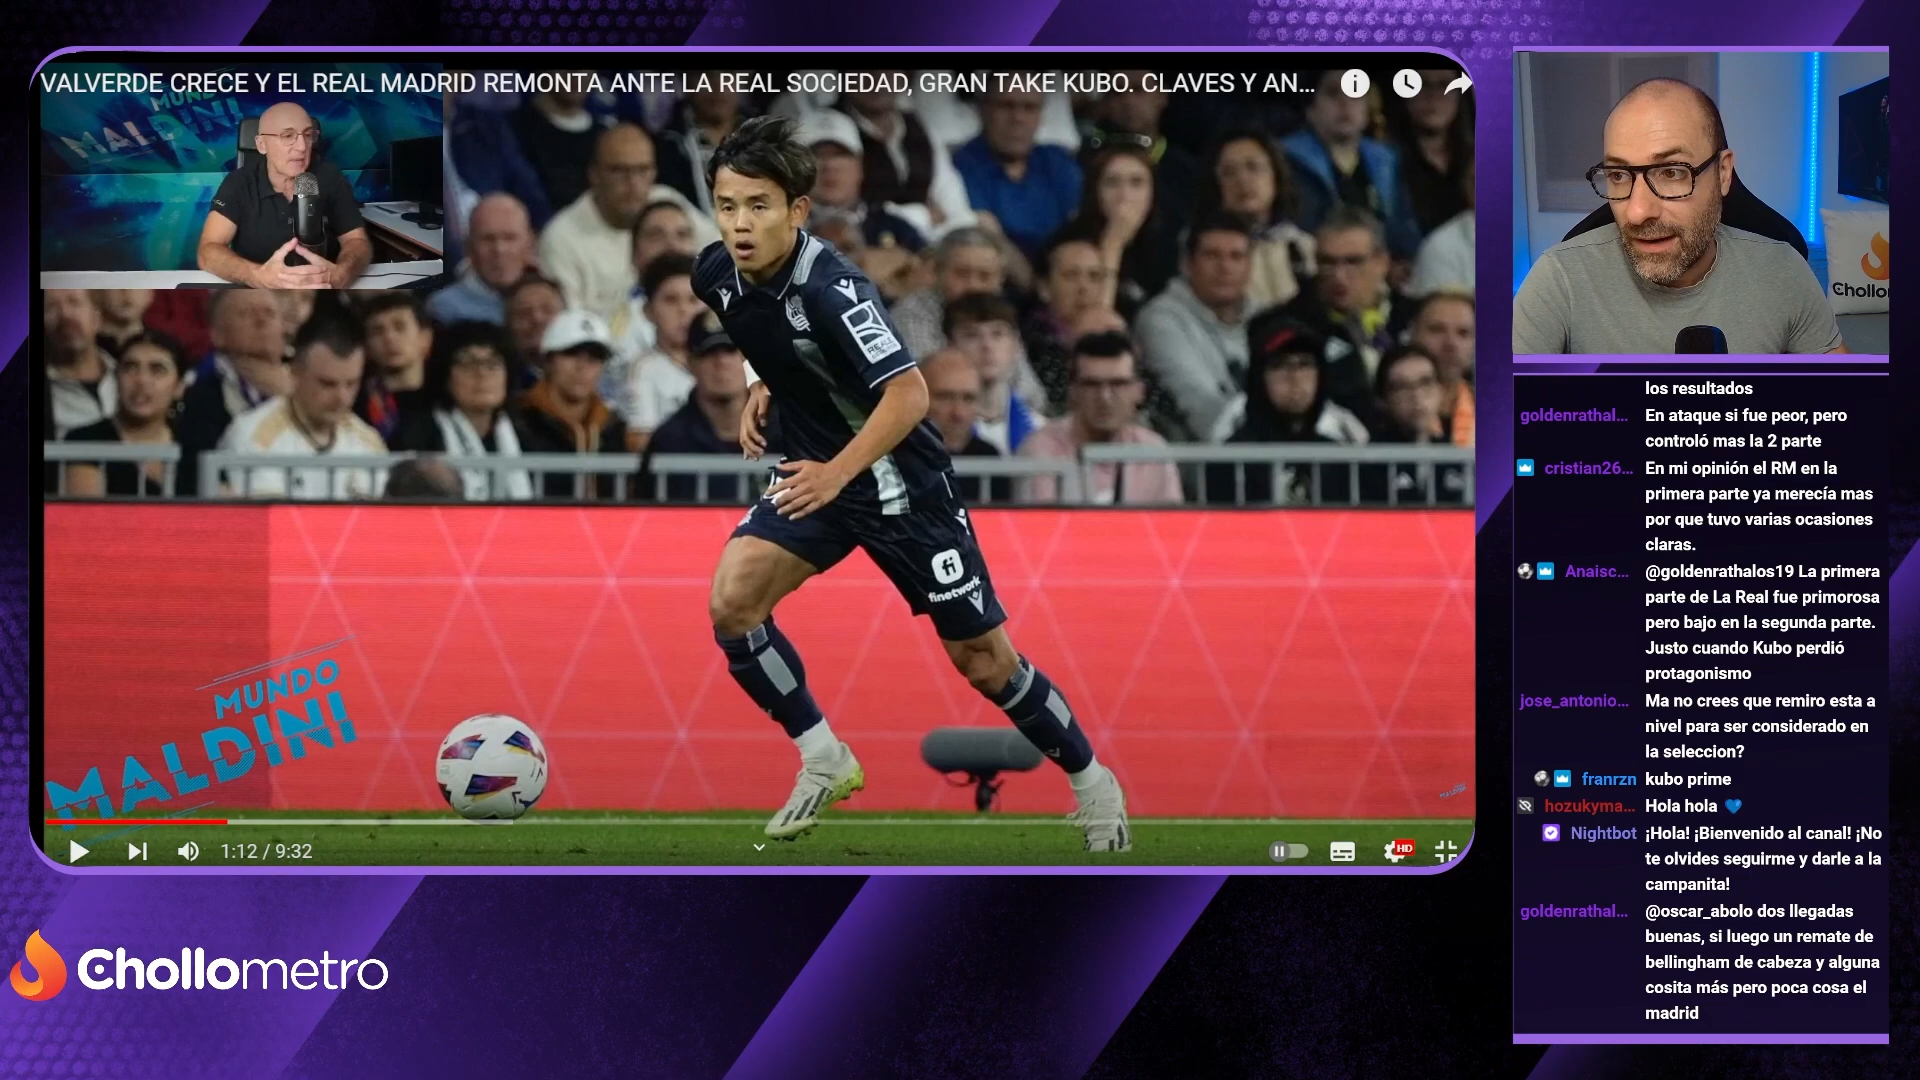 VALVERDE CRECE Y EL REAL MADRID REMONTA ANTE LA REAL SOCIEDAD, GRAN TAKE KUBO. CLAVES Y AN...
MUNDO
MALDINI
REALE
fi
finetwork
MUNDO
MALDINI
1:12 / 9:32
HD
Chollometro
Chollo
los resultados
goldenrathal... En ataque si fue peor, pero
controló mas la 2 parte
cristian26... En mi opinión el RM en la
primera parte ya merecía mas
por que tuvo varias ocasiones
claras.
Anaisc... @goldenrathalos19 La primera
parte de La Real fue primorosa
pero bajo en la segunda parte.
Justo cuando Kubo perdió
protagonismo
jose_antonio... Ma no crees que remiro esta a
nivel para ser considerado en
la seleccion?
franrzn kubo prime
hozukyma... Hola hola 💙
Nightbot ¡Hola! ¡Bienvenido al canal! ¡No
te olvides seguirme y darle a la
campanita!
goldenrathal... @oscar_abolo dos llegadas
buenas, si luego un remate de
bellingham de cabeza y alguna
cosita más pero poca cosa el
madrid